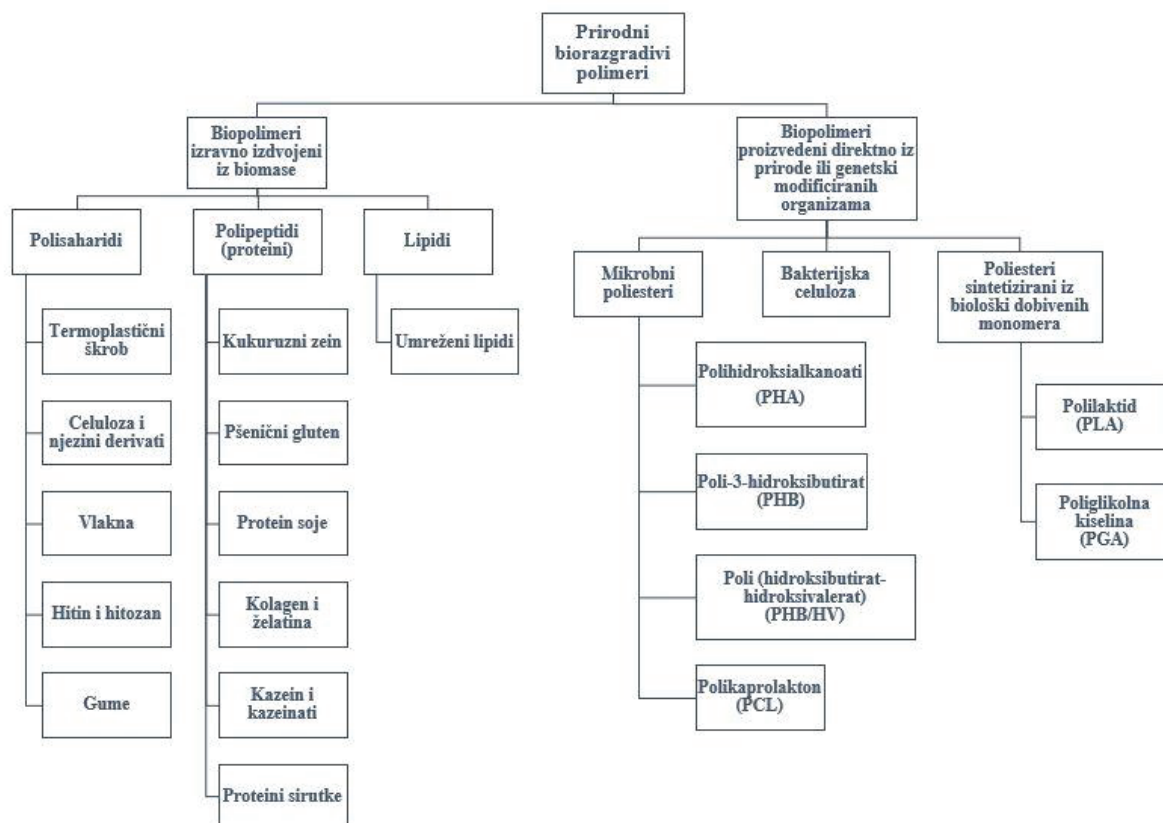 Prirodni
biorazgradivi
polimeri
Biopolimeri
izravno izdvojeni
iz biomase
Biopolimeri
proizvedeni direktno iz
prirode ili genetski
modificiranih
organizama
Polisaharidi
Polipeptidi
(proteini)
Lipidi
Mikrobni
poliesteri
Bakterijska
celuloza
Poliesteri
sintetizirani iz
biološki dobivenih
monomera
Termoplastični
škrob
Celuloza i
njezini derivati
Vlakna
Hitin i hitozan
Gume
Kukuruzni zein
Pšenični gluten
Protein soje
Kolagen i
želatina
Kazein i
kazeinati
Proteini sirutke
Umreženi lipidi
Polihidroksialkanoati
(PHA)
Poli-3-hidroksibutirat
(PHB)
Poli (hidroksibutirat-
hidroksivalerat)
(PHB/HV)
Polikaprolakton
(PCL)
Polilaktid
(PLA)
Poliglikolna
kiselina
(PGA)